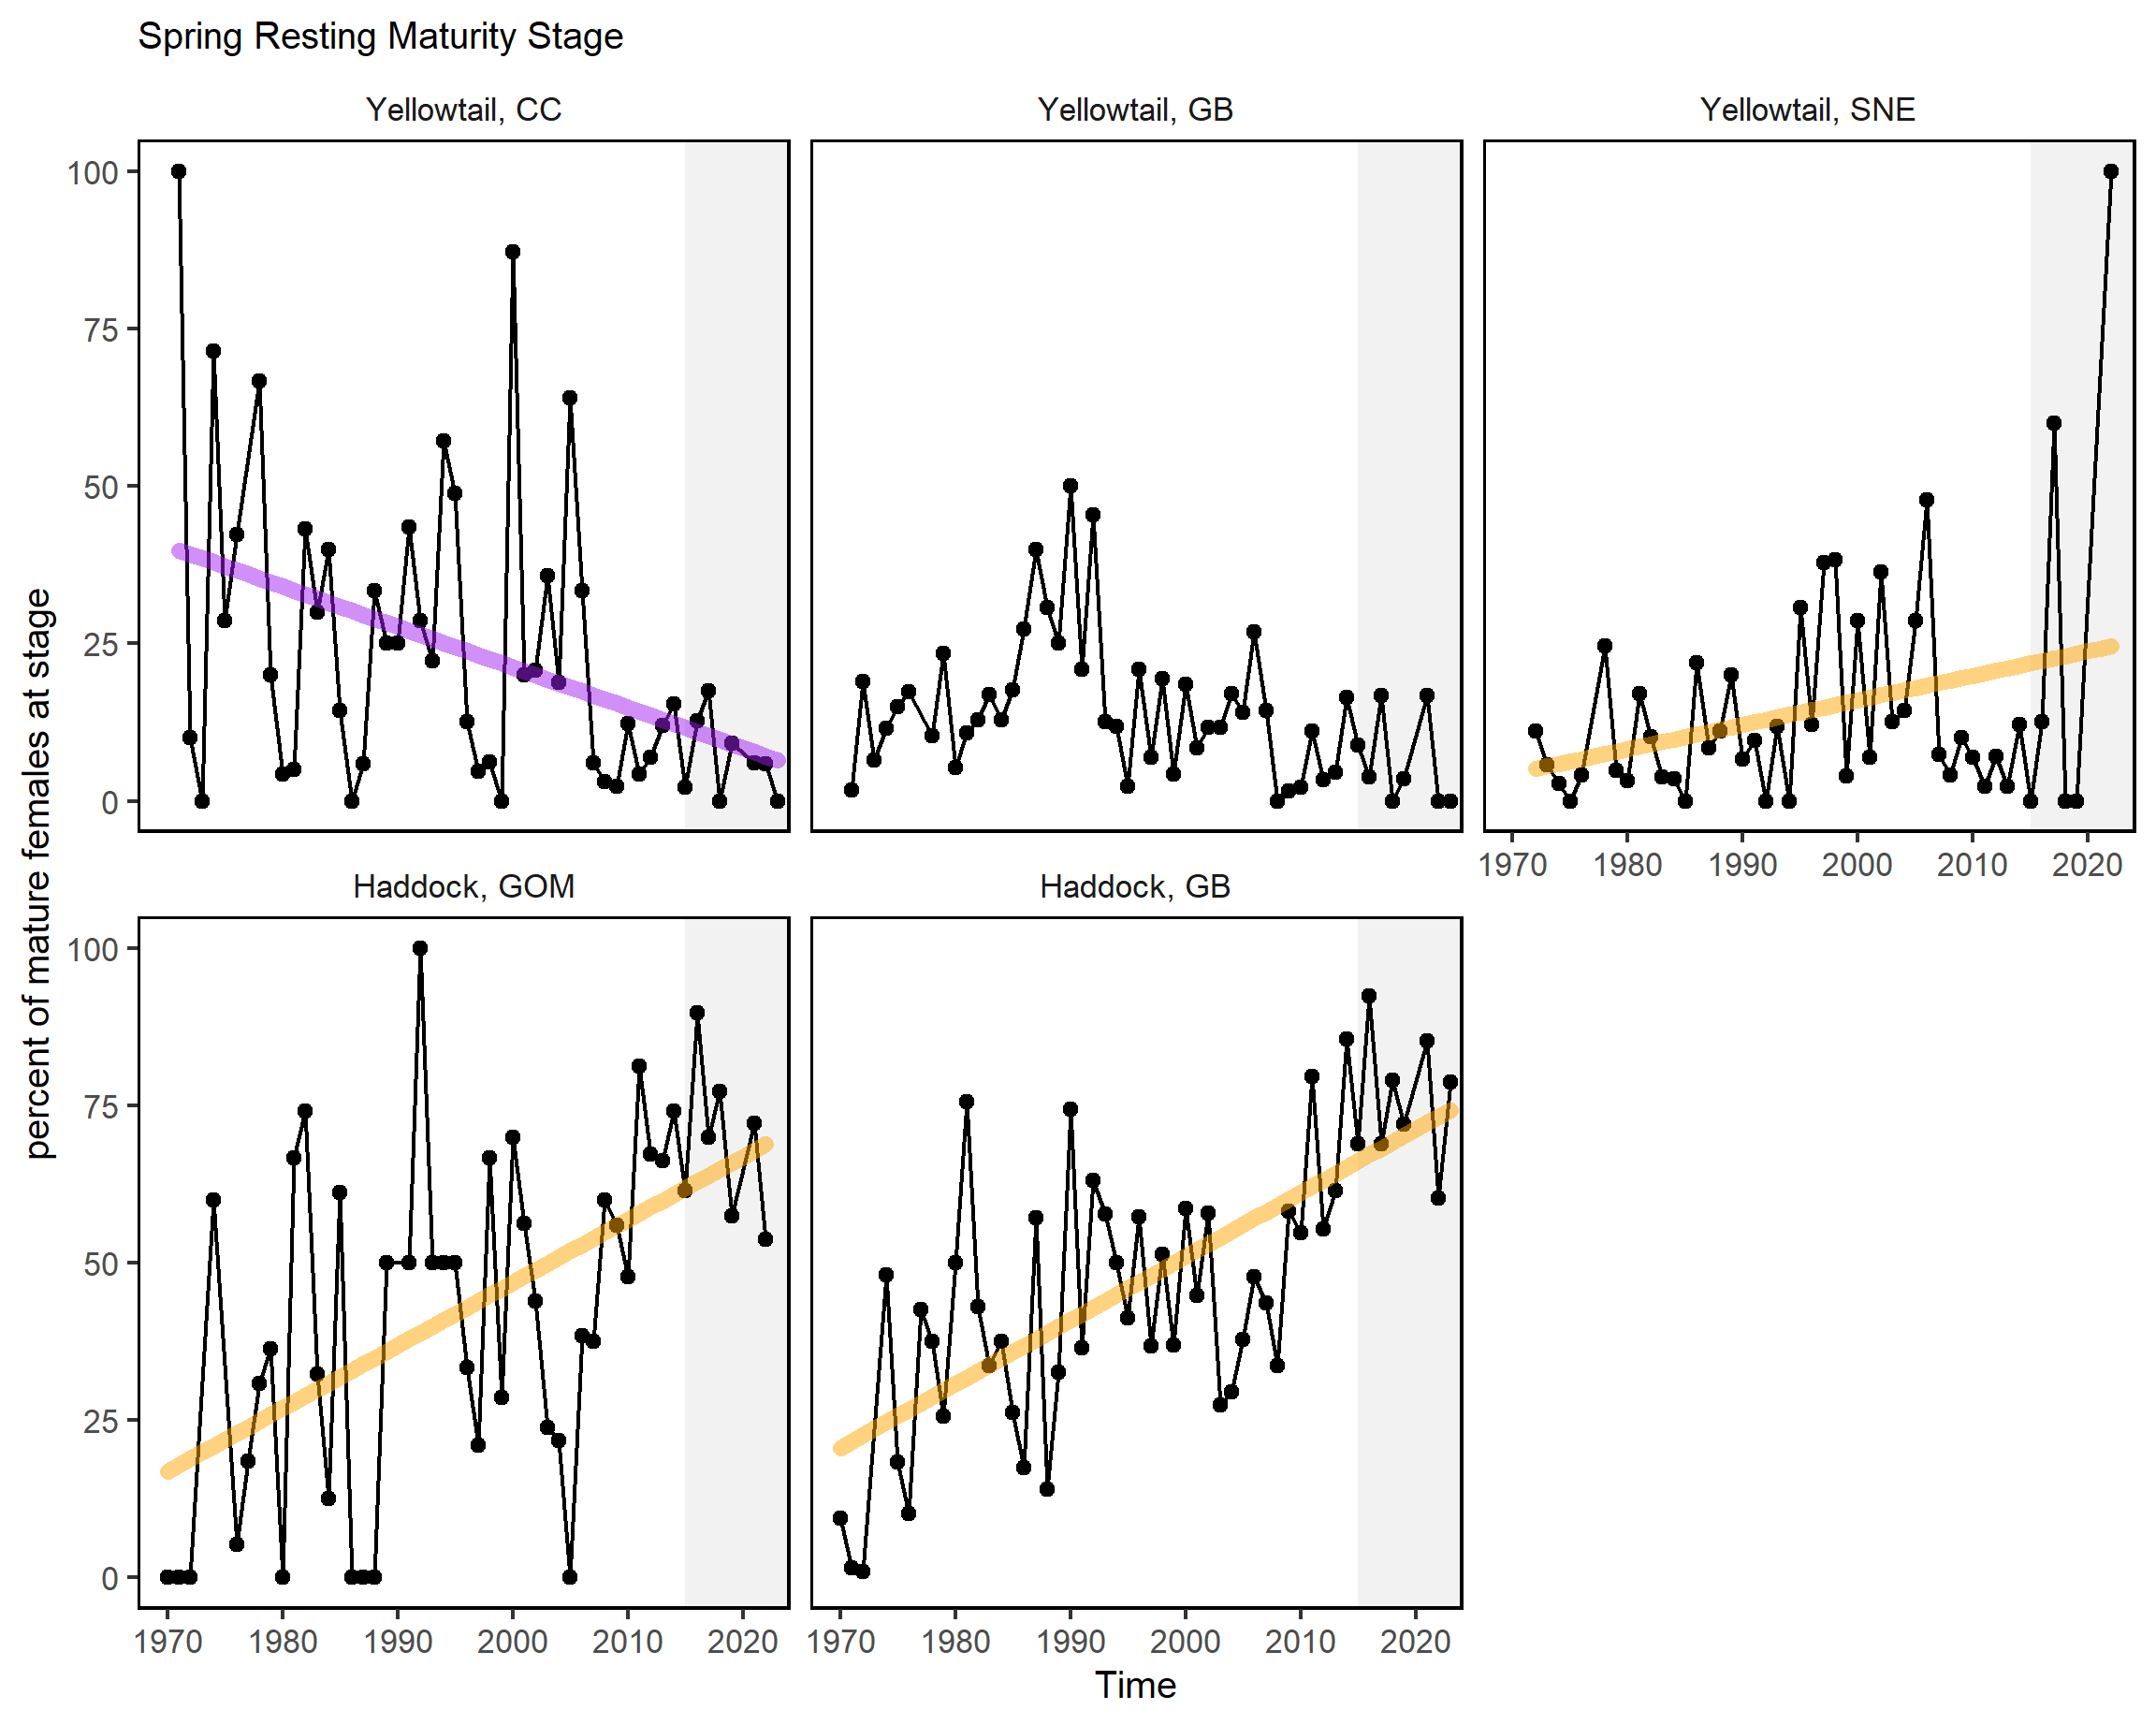 Spring Resting Maturity Stage
Yellowtail, CC
Yellowtail, GB
Yellowtail, SNE
100
75
50
25
0
1970 1980 1990 2000 2010 2020
Haddock, GOM
Haddock, GB
100
75
50
25
0
1970 1980 1990 2000 2010 2020
1970 1980 1990 2000 2010 2020
Time
percent of mature females at stage